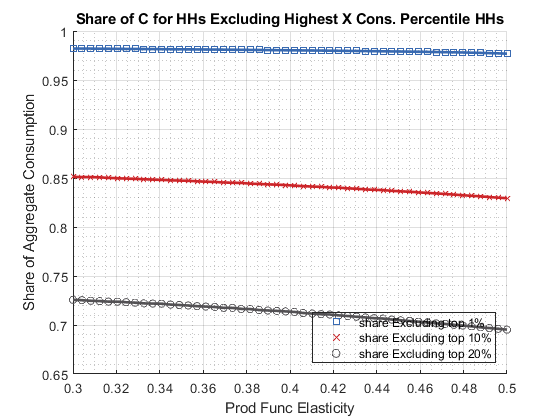 Share of C for HHs Excluding Highest X Cons. Percentile HHs
1
0.95
0.9
0.85
0.8
0.75
0.7
0.65
Share of Aggregate Consumption
share Excluding top 1%
share Excluding top 10%
share Excluding top 20%
0.3 0.32 0.34 0.36 0.38 0.4 0.42 0.44 0.46 0.48 0.5
Prod Func Elasticity